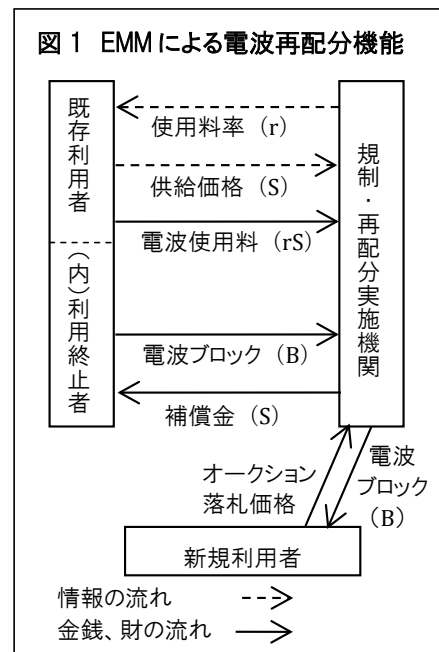 図 1 EMMによる電波再配分機能
既存利用者
(内)利用終止者
使用料率(r)
供給価格(S)
電波使用料(rS)
電波ブロック(B)
補償金(S)
規制・再配分実施機関
オークション
落札価格
電波
ブロック
(B)
新規利用者
情報の流れ
金銭、財の流れ